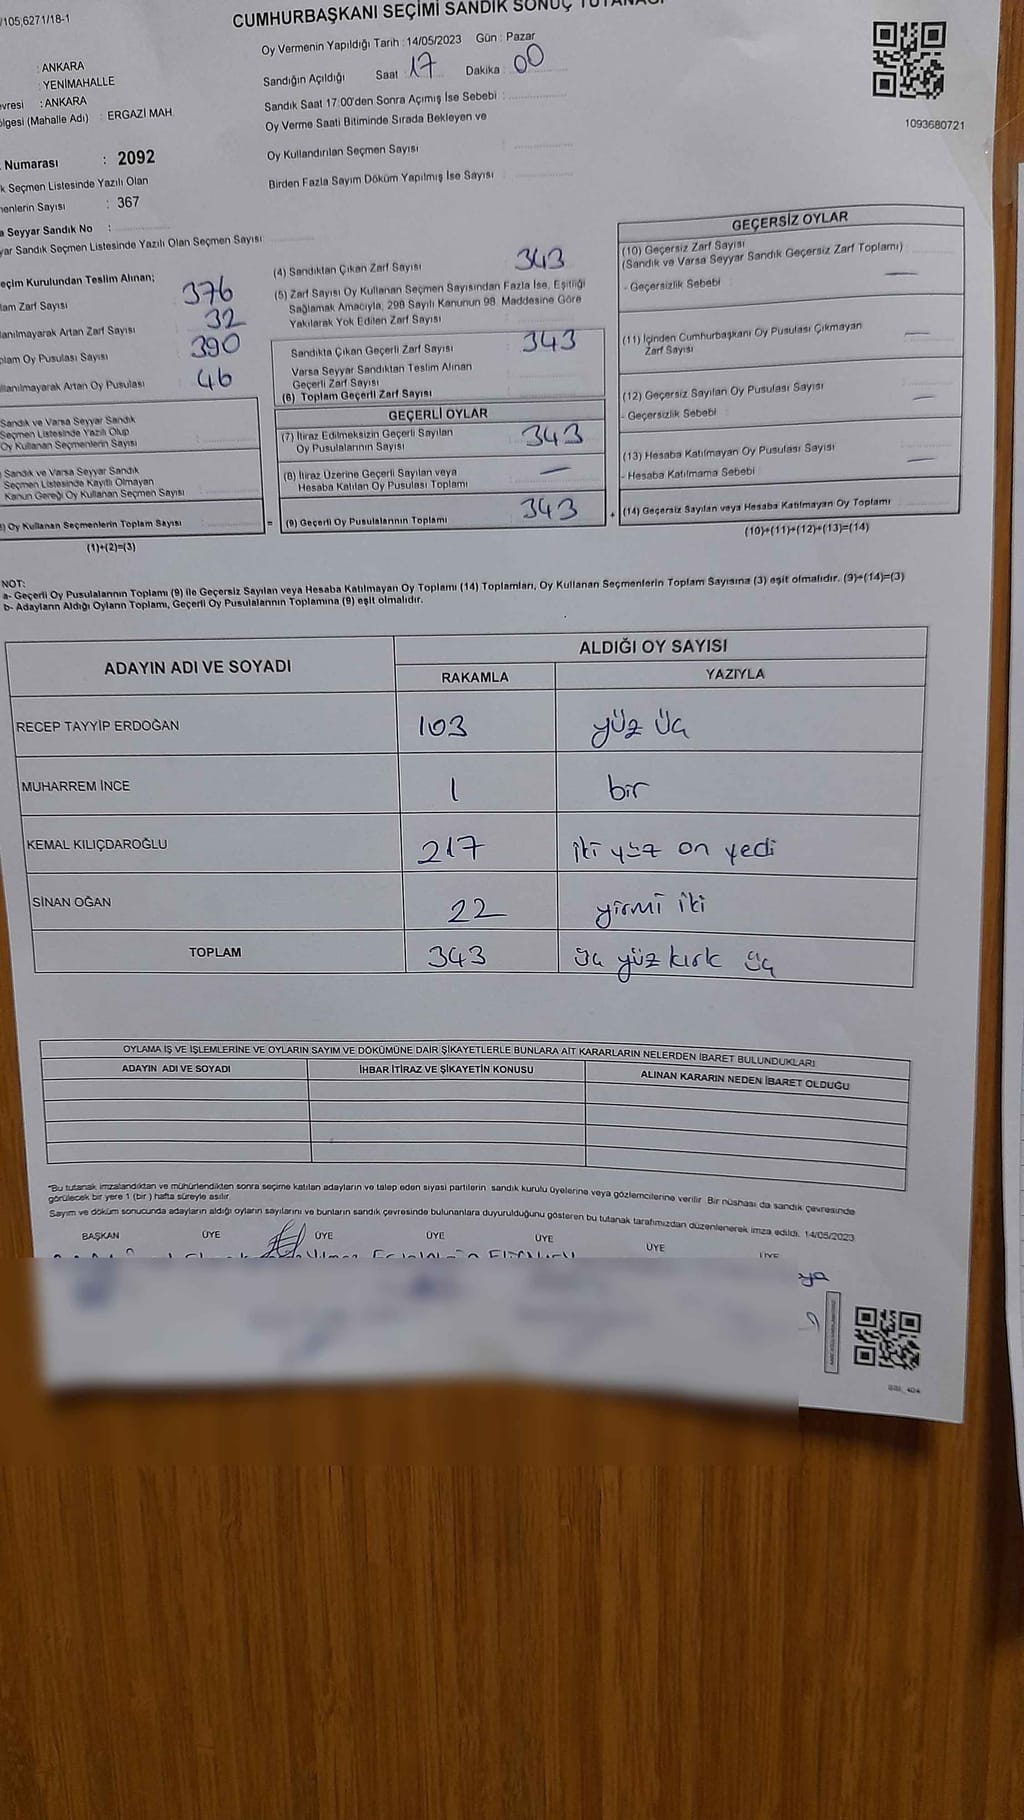 /105,6271/18-1
CUMHURBAŞKANI SEÇİMİ SANDIK SONUÇ TUTANAĞI
Oy Vermenin Yapıldığı Tarih : 14/05/2023 Gün : Pazar
Sandığın Açıldığı Saat 17 Dakika : 00
Sandık Saat 17:00'den Sonra Açımış İse Sebebi :
Oy Verme Saati Bitiminde Sırada Bekleyen ve
Oy Kullandırılan Seçmen Sayısı
Birden Fazla Sayım Döküm Yapılmış İse Sayısı
1093680721
: ANKARA
: YENİMAHALLE
evresi : ANKARA
ölgesi (Mahalle Adı) : ERGAZİ MAH.
Numarası : 2092
k Seçmen Listesinde Yazılı Olan
menlerin Sayısı : 367
a Seyyar Sandık No :
yar Sandık Seçmen Listesinde Yazılı Olan Seçmen Sayısı
eçim Kurulundan Teslim Alınan;
lam Zarf Sayısı 376
lanılmayarak Artan Zarf Sayısı 32
plam Oy Pusulası Sayısı 390
llanılmayarak Artan Oy Pusulası 46
Sandık ve Varsa Seyyar Sandık
Seçmen Listesinde Yazılı Olup
Oy Kullanan Seçmenlerin Sayısı
Sandık ve Varsa Seyyar Sandık
Seçmen Listesinde Kayıtlı Olmayan
Kanun Gereği Oy Kullanan Seçmen Sayısı
) Oy Kullanan Seçmenlerin Toplam Sayısı =
(1)+(2)=(3)
(4) Sandıktan Çıkan Zarf Sayısı 343
(5) Zarf Sayısı Oy Kullanan Seçmen Sayısından Fazla İse, Eşitliği
Sağlamak Amacıyla, 298 Sayılı Kanunun 98. Maddesine Göre
Yakılarak Yok Edilen Zarf Sayısı
Sandıkta Çıkan Geçerli Zarf Sayısı 343
Varsa Seyyar Sandıktan Teslim Alınan
Geçerli Zarf Sayısı
(6) Toplam Geçerli Zarf Sayısı
GEÇERLİ OYLAR
(7) İtiraz Edilmeksizin Geçerli Sayılan
Oy Pusulalarının Sayısı 343
(8) İtiraz Üzerine Geçerli Sayılan veya
Hesaba Katılan Oy Pusulası Toplamı —
(9) Geçerli Oy Pusulalarının Toplamı 343 +
GEÇERSİZ OYLAR
(10) Geçersiz Zarf Sayısı
(Sandık ve Varsa Seyyar Sandık Geçersiz Zarf Toplamı) —
- Geçersizlik Sebebi :
(11) İçinden Cumhurbaşkanı Oy Pusulası Çıkmayan
Zarf Sayısı —
(12) Geçersiz Sayılan Oy Pusulası Sayısı —
- Geçersizlik Sebebi :
(13) Hesaba Katılmayan Oy Pusulası Sayısı —
- Hesaba Katılmama Sebebi
(14) Geçersiz Sayılan veya Hesaba Katılmayan Oy Toplamı
(10)+(11)+(12)+(13)=(14)
NOT:
a- Geçerli Oy Pusulalarının Toplamı (9) ile Geçersiz Sayılan veya Hesaba Katılmayan Oy Toplamı (14) Toplamları, Oy Kullanan Seçmenlerin Toplam Sayısına (3) eşit olmalıdır. (9)+(14)=(3)
b- Adayların Aldığı Oyların Toplamı, Geçerli Oy Pusulalarının Toplamına (9) eşit olmalıdır.
ADAYIN ADI VE SOYADI ALDIĞI OY SAYISI
RAKAMLA YAZIYLA
RECEP TAYYİP ERDOĞAN 103 yüz üç
MUHARREM İNCE 1 bir
KEMAL KILIÇDAROĞLU 217 iki yüz on yedi
SİNAN OĞAN 22 yirmi iki
TOPLAM 343 üç yüz kırk üç
OYLAMA İŞ VE İŞLEMLERİNE VE OYLARIN SAYIM VE DÖKÜMÜNE DAİR ŞİKAYETLERLE BUNLARA AİT KARARLARIN NELERDEN İBARET BULUNDUKLARI
ADAYIN ADI VE SOYADI İHBAR İTİRAZ VE ŞİKAYETİN KONUSU ALINAN KARARIN NEDEN İBARET OLDUĞU
*Bu tutanak imzalandıktan ve mühürlendikten sonra seçime katılan adayların ve talep eden siyasi partilerin sandık kurulu üyelerine veya gözlemcilerine verilir. Bir nüshası da sandık çevresinde
görülecek bir yere 1 (bir) hafta süreyle asılır.
Sayım ve döküm sonucunda adayların aldığı oyların sayılarını ve bunların sandık çevresinde bulunanlara duyurulduğunu gösteren bu tutanak tarafımızdan düzenlenerek imza edildi. 14/05/2023
BAŞKAN ÜYE ÜYE ÜYE ÜYE ÜYE ÜYE